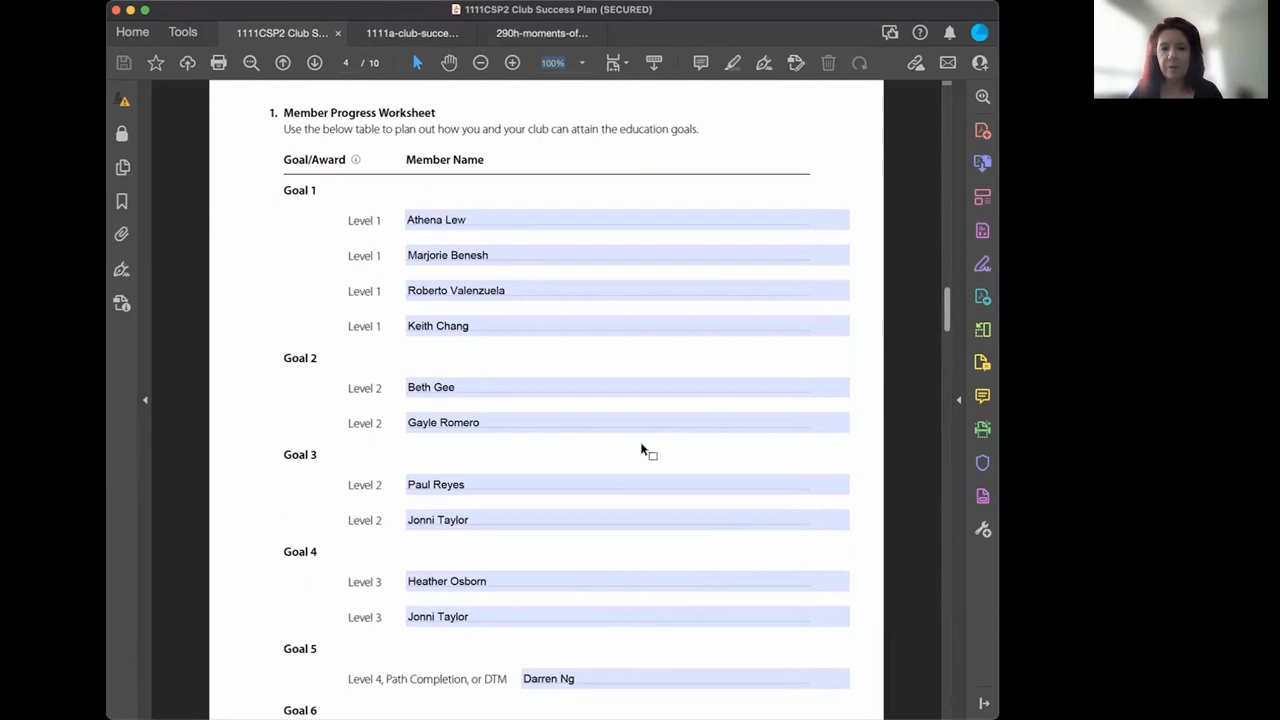 1111CSP2 Club Success Plan (SECURED)
Home Tools 1111CSP2 Club S... × 1111a-club-succe... 290h-moments-of...
4 / 10 100%
1. Member Progress Worksheet
Use the below table to plan out how you and your club can attain the education goals.
Goal/Award Member Name
Goal 1
Level 1 Athena Lew
Level 1 Marjorie Benesh
Level 1 Roberto Valenzuela
Level 1 Keith Chang
Goal 2
Level 2 Beth Gee
Level 2 Gayle Romero
Goal 3
Level 2 Paul Reyes
Level 2 Jonni Taylor
Goal 4
Level 3 Heather Osborn
Level 3 Jonni Taylor
Goal 5
Level 4, Path Completion, or DTM Darren Ng
Goal 6